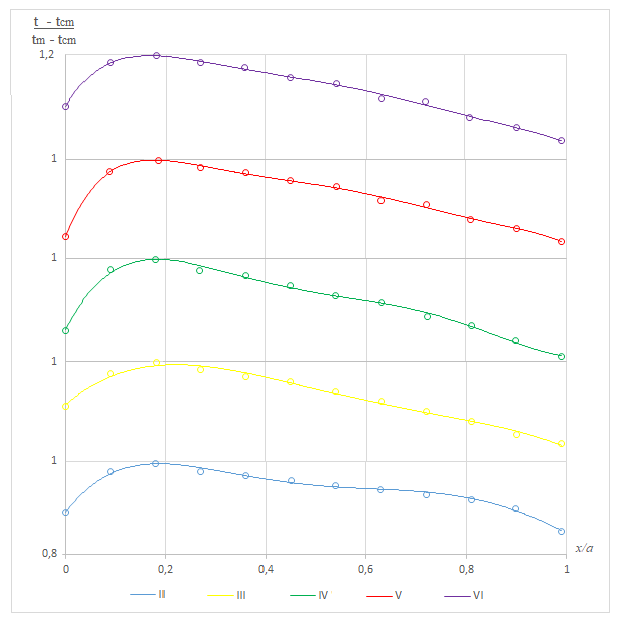 t - tcm
tm - tcm
1,2
1
1
1
1
0,8
0
0,2
0,4
0,6
0,8
1
x/a
II
III
IV
V
VI